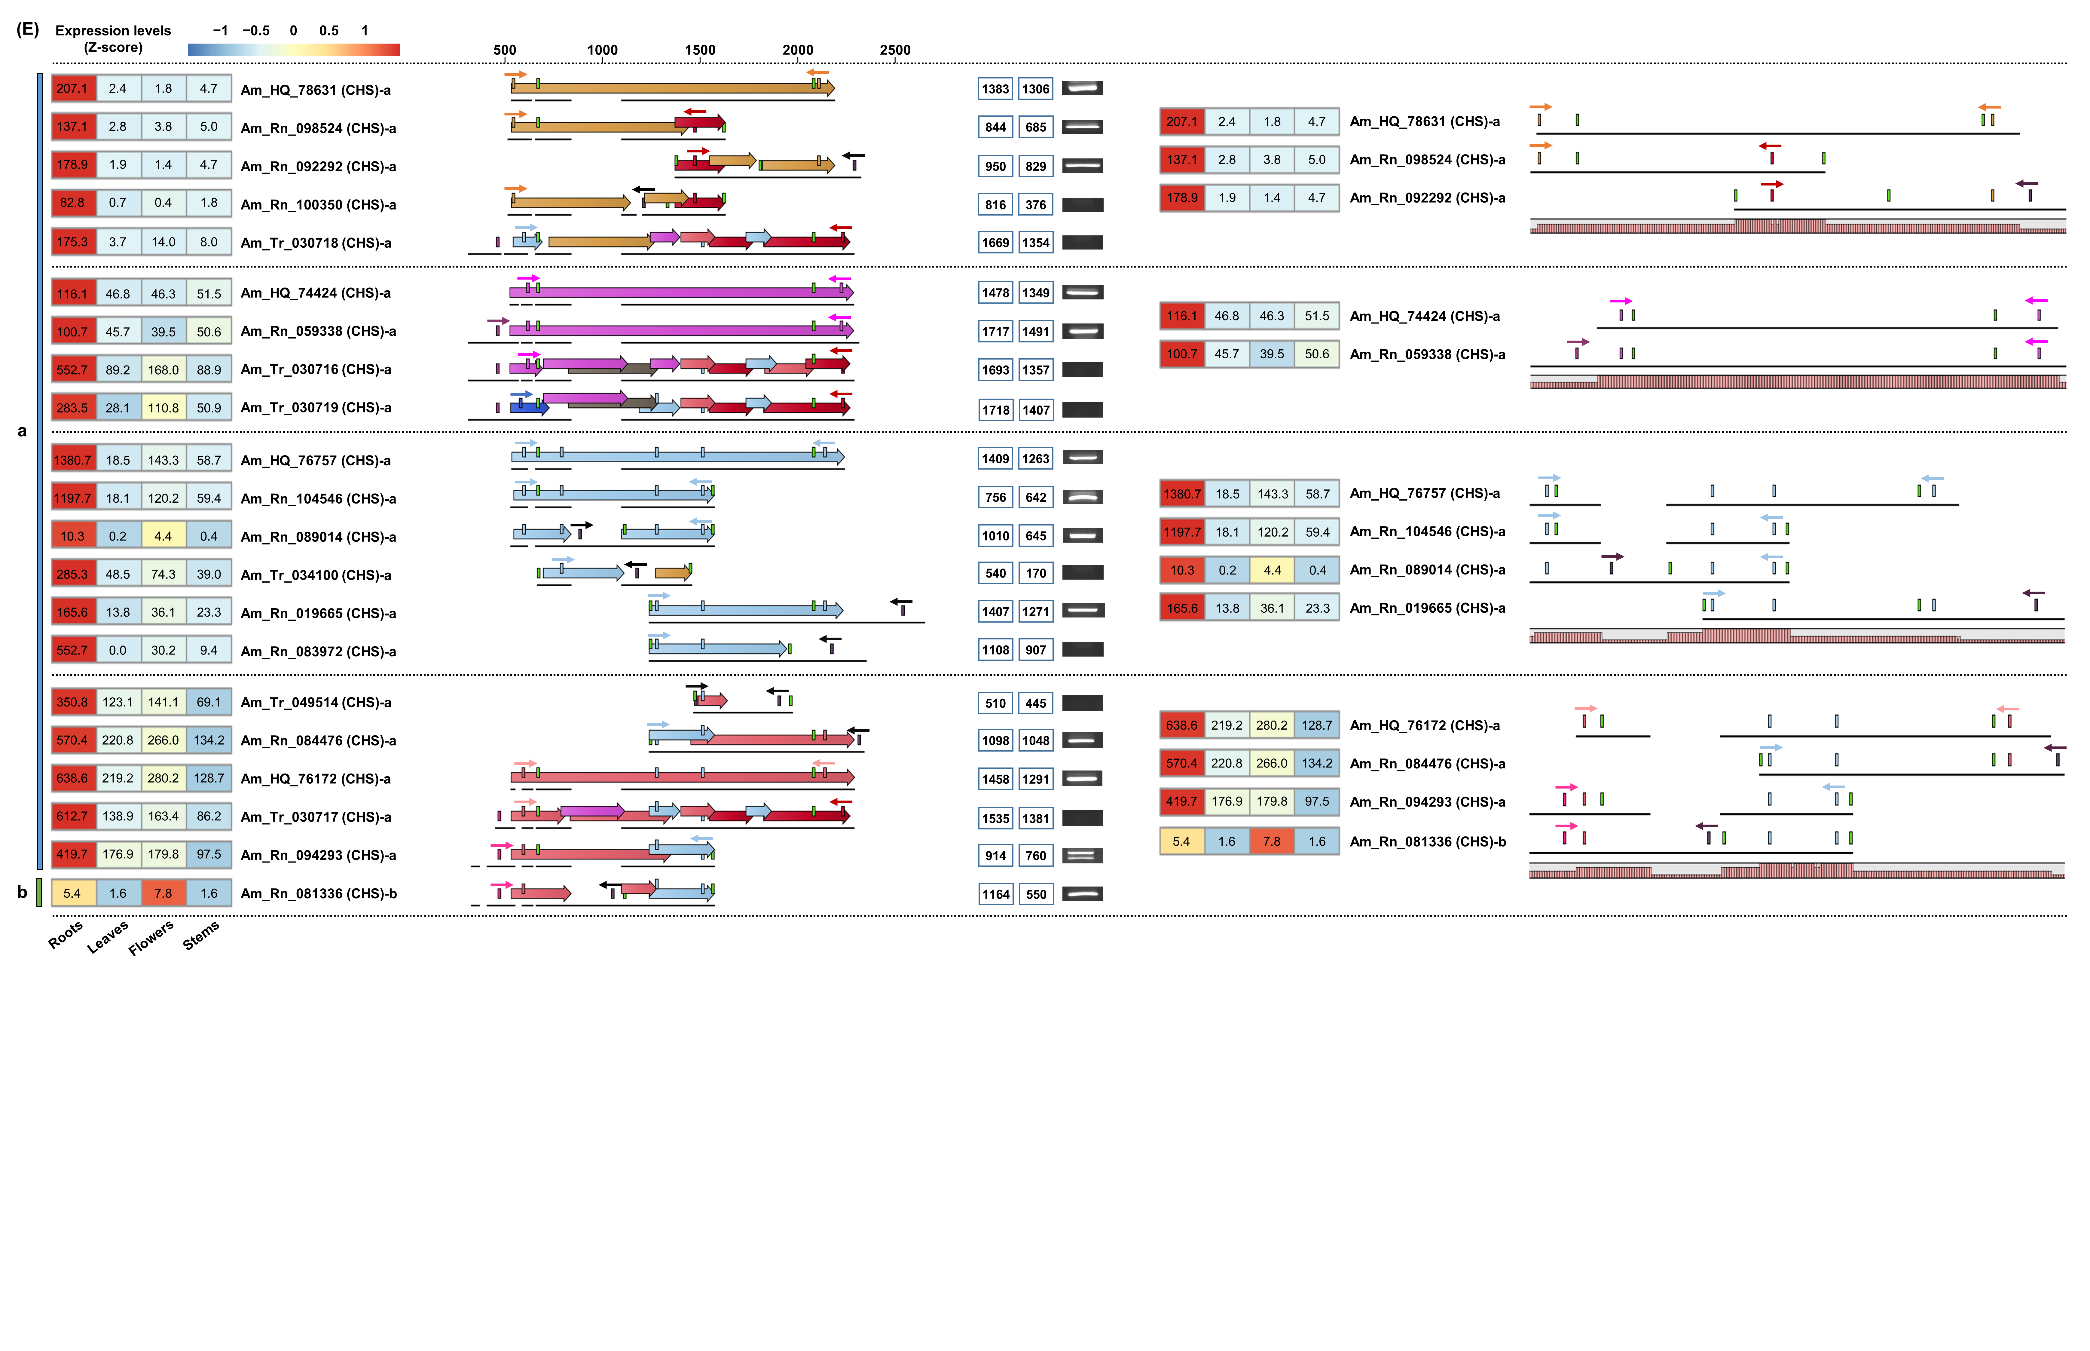 (E) Expression levels (Z-score) −1 −0.5 0 0.5 1
500 1000 1500 2000 2500
207.1 2.4 1.8 4.7 Am_HQ_78631 (CHS)-a 1383 1306
137.1 2.8 3.8 5.0 Am_Rn_098524 (CHS)-a 844 685
178.9 1.9 1.4 4.7 Am_Rn_092292 (CHS)-a 950 829
82.8 0.7 0.4 1.8 Am_Rn_100350 (CHS)-a 816 376
175.3 3.7 14.0 8.0 Am_Tr_030718 (CHS)-a 1669 1354
207.1 2.4 1.8 4.7 Am_HQ_78631 (CHS)-a
137.1 2.8 3.8 5.0 Am_Rn_098524 (CHS)-a
178.9 1.9 1.4 4.7 Am_Rn_092292 (CHS)-a
116.1 46.8 46.3 51.5 Am_HQ_74424 (CHS)-a 1478 1349
100.7 45.7 39.5 50.6 Am_Rn_059338 (CHS)-a 1717 1491
552.7 89.2 168.0 88.9 Am_Tr_030716 (CHS)-a 1693 1357
283.5 28.1 110.8 50.9 Am_Tr_030719 (CHS)-a 1718 1407
116.1 46.8 46.3 51.5 Am_HQ_74424 (CHS)-a
100.7 45.7 39.5 50.6 Am_Rn_059338 (CHS)-a
a
1380.7 18.5 143.3 58.7 Am_HQ_76757 (CHS)-a 1409 1263
1197.7 18.1 120.2 59.4 Am_Rn_104546 (CHS)-a 756 642
10.3 0.2 4.4 0.4 Am_Rn_089014 (CHS)-a 1010 645
285.3 48.5 74.3 39.0 Am_Tr_034100 (CHS)-a 540 170
165.6 13.8 36.1 23.3 Am_Rn_019665 (CHS)-a 1407 1271
552.7 0.0 30.2 9.4 Am_Rn_083972 (CHS)-a 1108 907
1380.7 18.5 143.3 58.7 Am_HQ_76757 (CHS)-a
1197.7 18.1 120.2 59.4 Am_Rn_104546 (CHS)-a
10.3 0.2 4.4 0.4 Am_Rn_089014 (CHS)-a
165.6 13.8 36.1 23.3 Am_Rn_019665 (CHS)-a
350.8 123.1 141.1 69.1 Am_Tr_049514 (CHS)-a 510 445
570.4 220.8 266.0 134.2 Am_Rn_084476 (CHS)-a 1098 1048
638.6 219.2 280.2 128.7 Am_HQ_76172 (CHS)-a 1458 1291
612.7 138.9 163.4 86.2 Am_Tr_030717 (CHS)-a 1535 1381
419.7 176.9 179.8 97.5 Am_Rn_094293 (CHS)-a 914 760
b 5.4 1.6 7.8 1.6 Am_Rn_081336 (CHS)-b 1164 550
638.6 219.2 280.2 128.7 Am_HQ_76172 (CHS)-a
570.4 220.8 266.0 134.2 Am_Rn_084476 (CHS)-a
419.7 176.9 179.8 97.5 Am_Rn_094293 (CHS)-a
5.4 1.6 7.8 1.6 Am_Rn_081336 (CHS)-b
Roots Leaves Flowers Stems